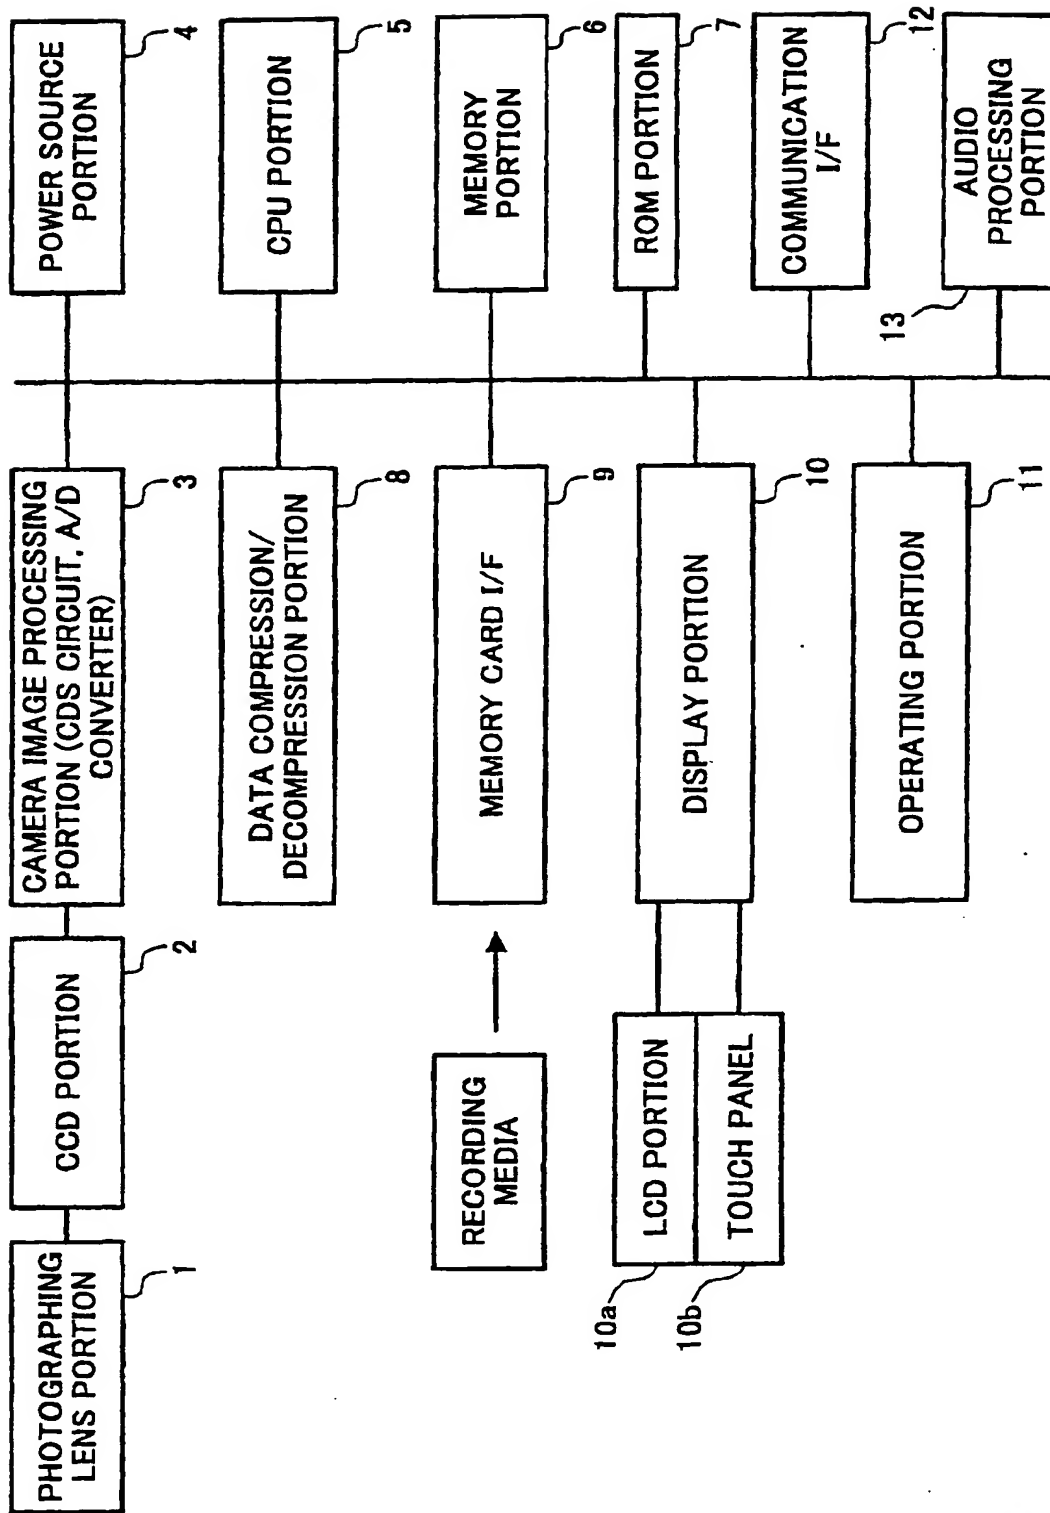 PHOTOGRAPHING
LENS PORTION
1
CCD PORTION
2
CAMERA IMAGE PROCESSING
PORTION (CDS CIRCUIT, A/D
CONVERTER)
3
POWER SOURCE
PORTION
4
DATA COMPRESSION/
DECOMPRESSION PORTION
8
CPU PORTION
5
RECORDING
MEDIA
MEMORY CARD I/F
9
MEMORY
PORTION
6
10a
LCD PORTION
10b
TOUCH PANEL
DISPLAY PORTION
10
ROM PORTION
7
COMMUNICATION
I/F
12
OPERATING PORTION
11
13
AUDIO
PROCESSING
PORTION